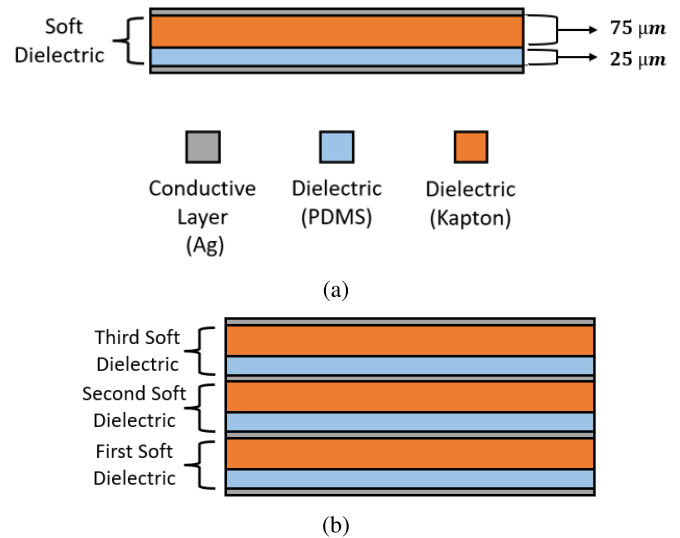 Soft
Dielectric
75 μm
25 μm
Conductive
Layer
(Ag)
Dielectric
(PDMS)
Dielectric
(Kapton)
(a)
Third Soft
Dielectric
Second Soft
Dielectric
First Soft
Dielectric
(b)